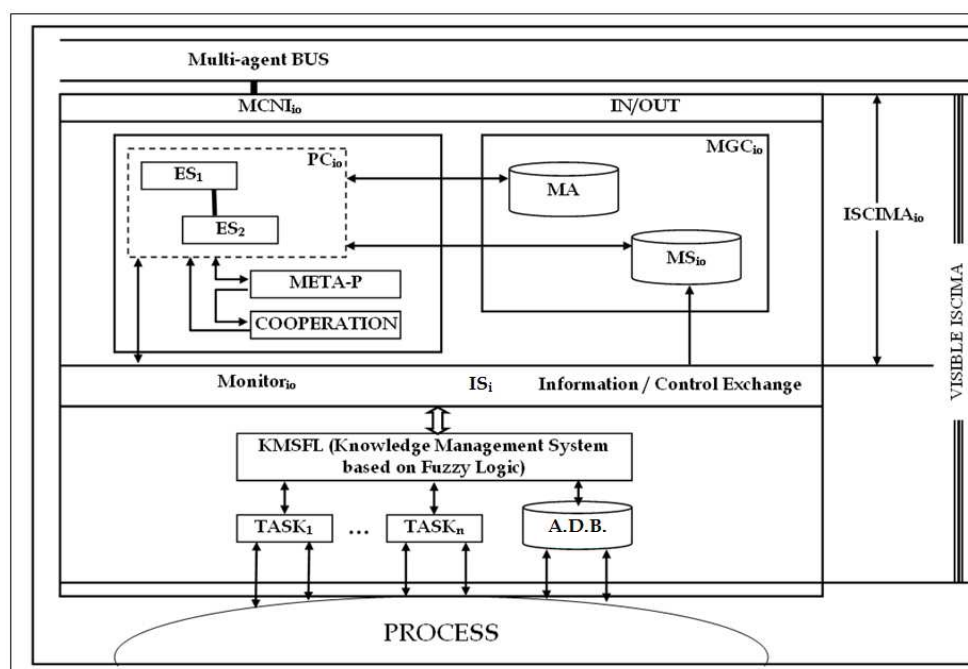 Multi-agent BUS
MCNIio IN/OUT
PCio
ES1
ES2
META-P
COOPERATION
MGCio
MA
MSio
ISCIMAio
VISIBLE ISCIMA
Monitorio ISi Information / Control Exchange
KMSFL (Knowledge Management System
based on Fuzzy Logic)
TASK1 ... TASKn A.D.B.
PROCESS